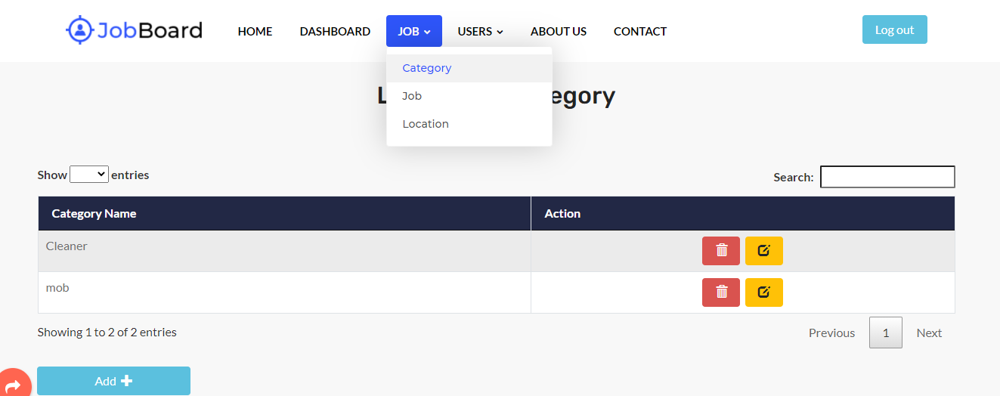 JobBoard HOME DASHBOARD JOB USERS ABOUT US CONTACT Log out
Category
Job
Location
egory
Show entries Search:
Category Name Action
Cleaner
mob
Showing 1 to 2 of 2 entries Previous 1 Next
Add